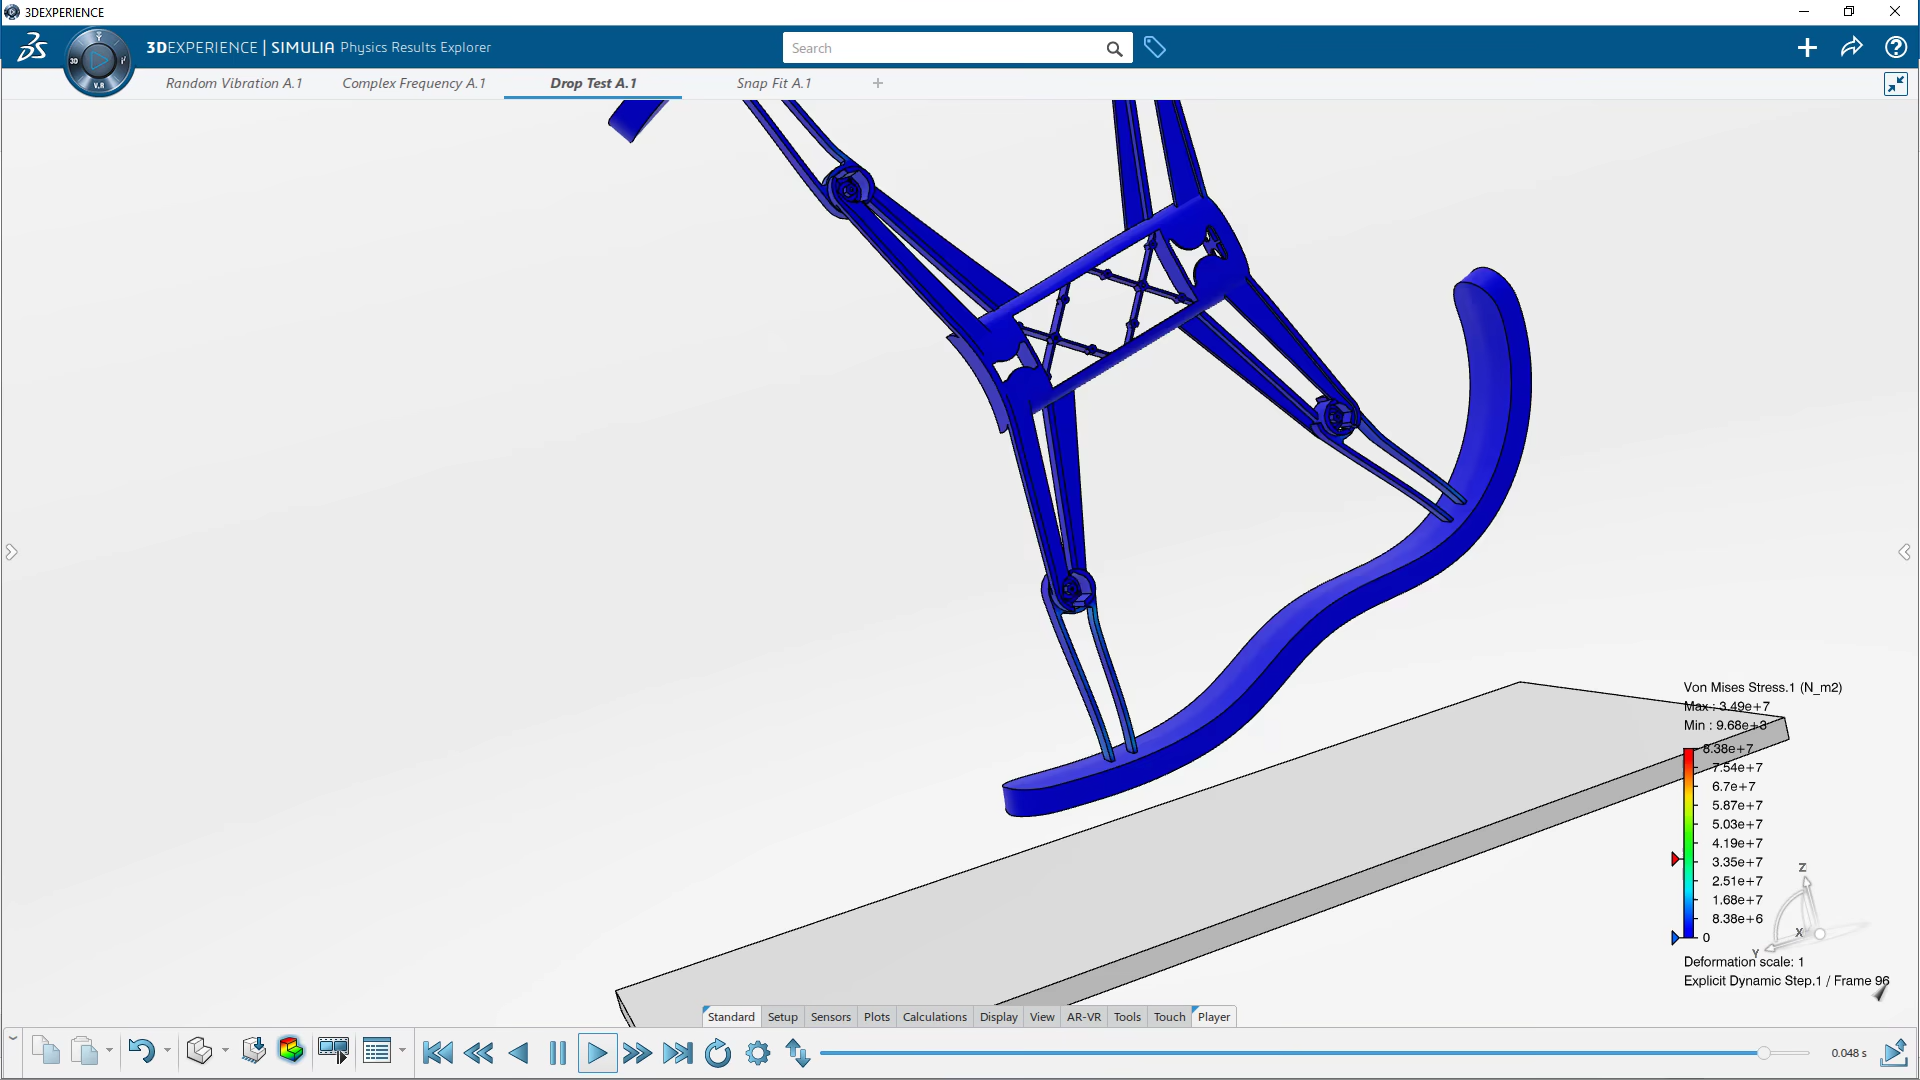 3DEXPERIENCE
3DEXPERIENCE | SIMULIA Physics Results Explorer
Search
3D
V.R
Random Vibration A.1
Complex Frequency A.1
Drop Test A.1
Snap Fit A.1
Von Mises Stress.1 (N_m2)
Max : 3.49e+7
Min : 9.68e+3
8.38e+7
7.54e+7
6.7e+7
5.87e+7
5.03e+7
4.19e+7
3.35e+7
2.51e+7
1.68e+7
8.38e+6
0
Z
X
Y
Deformation scale: 1
Explicit Dynamic Step.1 / Frame 96
Standard
Setup
Sensors
Plots
Calculations
Display
View
AR-VR
Tools
Touch
Player
0.048 s